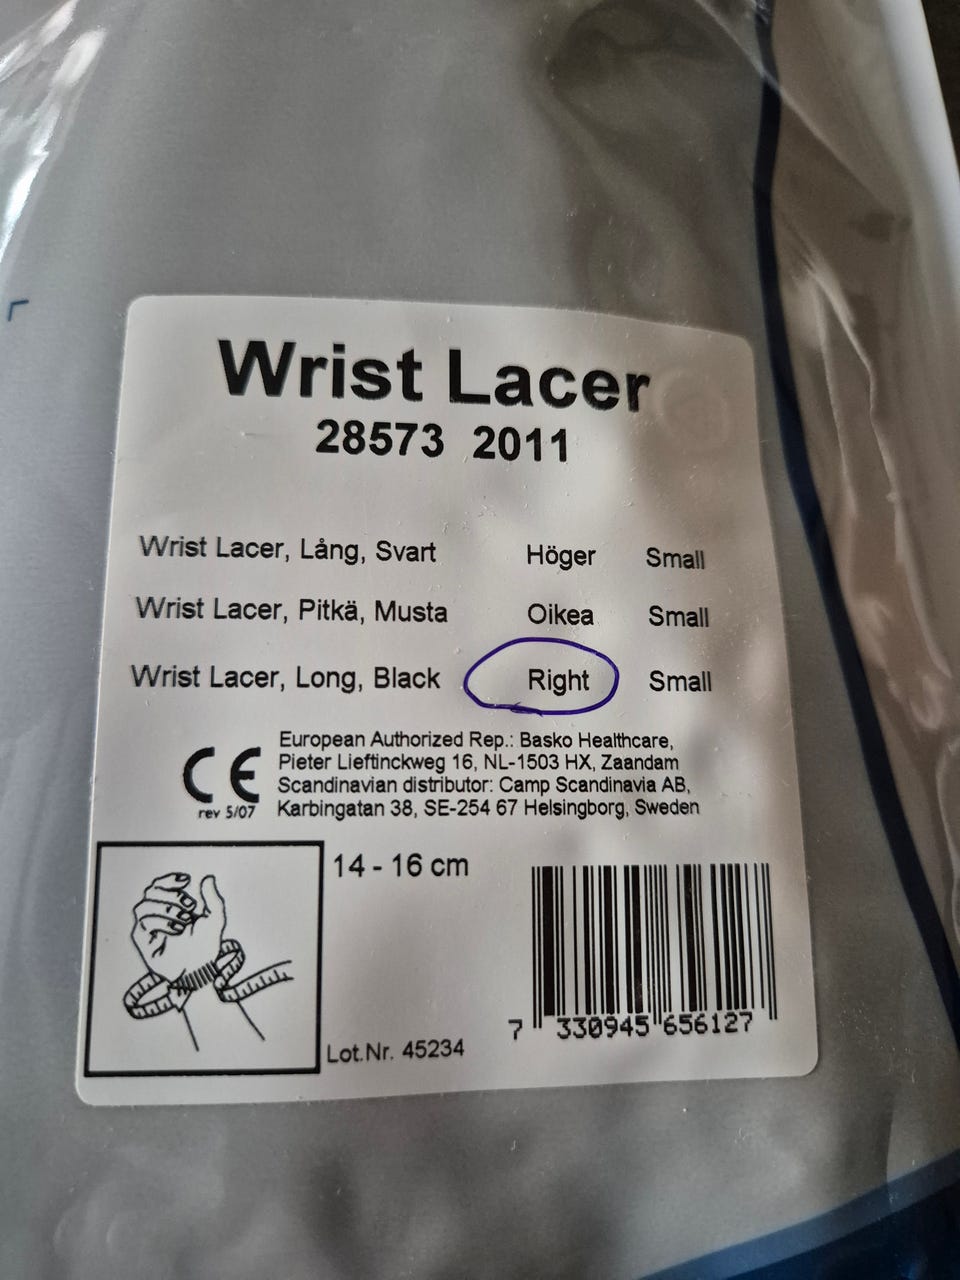 Wrist Lacer
28573 2011
Wrist Lacer, Lång, Svart Höger Small
Wrist Lacer, Pitkä, Musta Oikea Small
Wrist Lacer, Long, Black Right Small
CE
rev 5/07
European Authorized Rep.: Basko Healthcare,
Pieter Lieftinckweg 16, NL-1503 HX, Zaandam
Scandinavian distributor: Camp Scandinavia AB,
Karbingatan 38, SE-254 67 Helsingborg, Sweden
14 - 16 cm
7 330945 656127
Lot.Nr. 45234